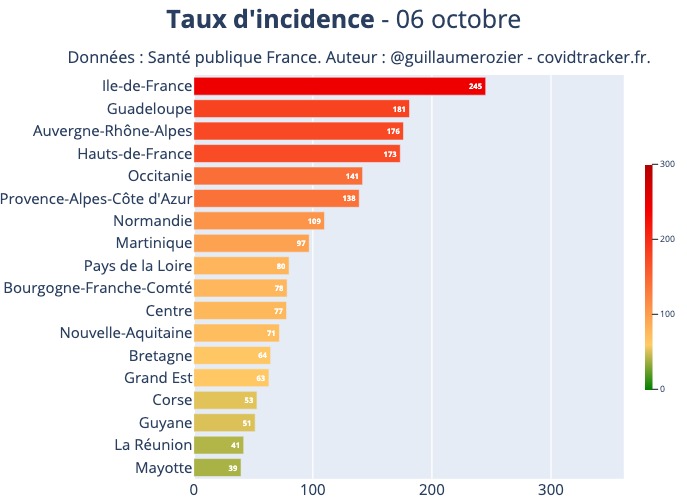 Taux d'incidence - 06 octobre
Données : Santé publique France. Auteur : @guillaumerozier - covidtracker.fr.
Ile-de-France 245
Guadeloupe 181
Auvergne-Rhône-Alpes 176
Hauts-de-France 173
Occitanie 141
Provence-Alpes-Côte d'Azur 138
Normandie 109
Martinique 97
Pays de la Loire 80
Bourgogne-Franche-Comté 78
Centre 77
Nouvelle-Aquitaine 71
Bretagne 64
Grand Est 63
Corse 53
Guyane 51
La Réunion 41
Mayotte 39
0 100 200 300
300
200
100
0